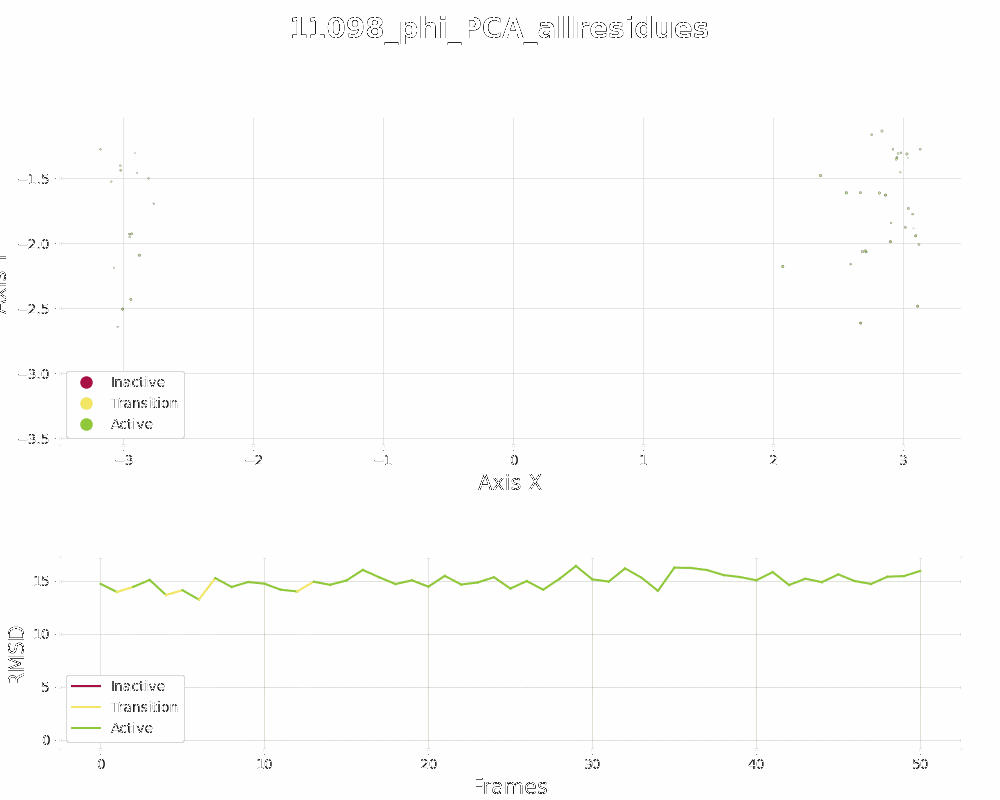 11098_phi_PCA_allresidues
−1.5
−2.0
−2.5
−3.0
−3.5
Inactive
Transition
Active
−3 −2 −1 0 1 2 3
Axis X
15
10
5
0
RMSD
Inactive
Transition
Active
0 10 20 30 40 50
Frames